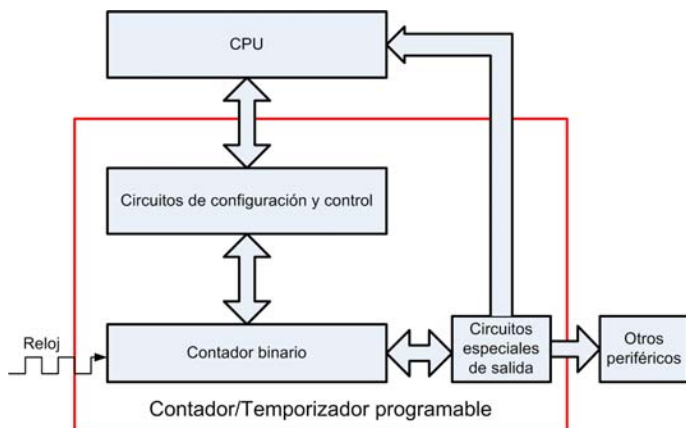 CPU
Circuitos de configuración y control
Reloj
Contador binario
Circuitos
especiales
de salida
Otros
periféricos
Contador/Temporizador programable